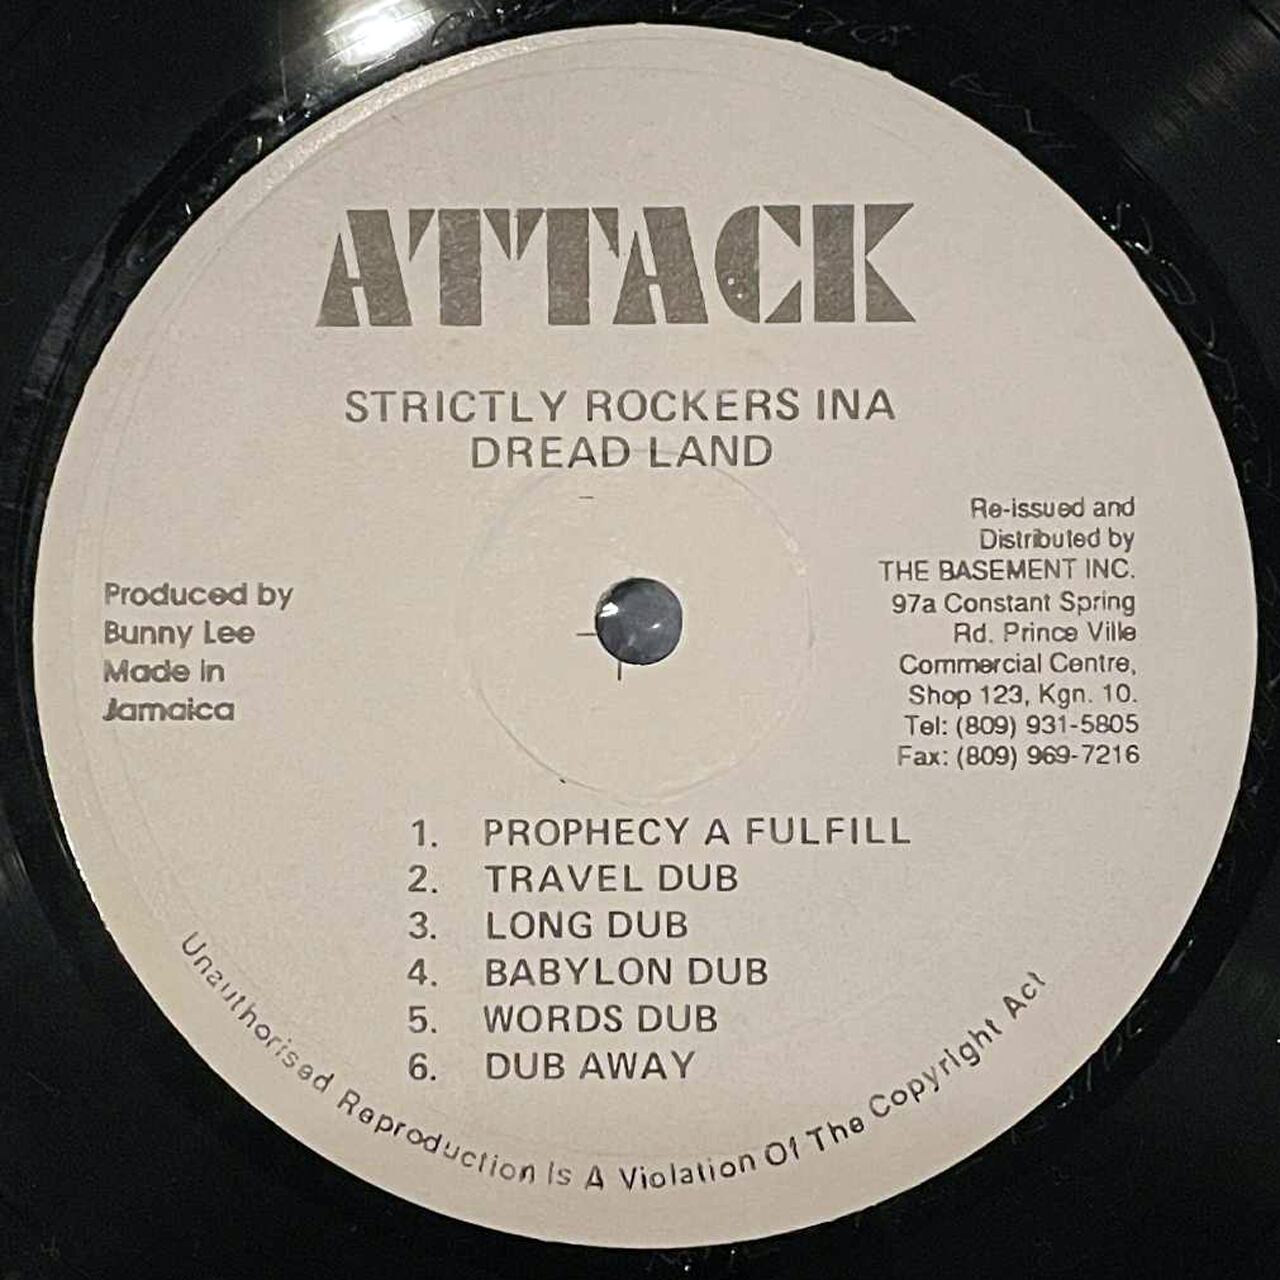 ATTACK
STRICTLY ROCKERS INA
DREAD LAND
Produced by
Bunny Lee
Made in
Jamaica
Re-issued and
Distributed by
THE BASEMENT INC.
97a Constant Spring
Rd. Prince Ville
Commercial Centre,
Shop 123, Kgn. 10.
Tel: (809) 931-5805
Fax: (809) 969-7216
1. PROPHECY A FULFILL
2. TRAVEL DUB
3. LONG DUB
4. BABYLON DUB
5. WORDS DUB
6. DUB AWAY
Unauthorised Reproduction Is A Violation Of The Copyright Act